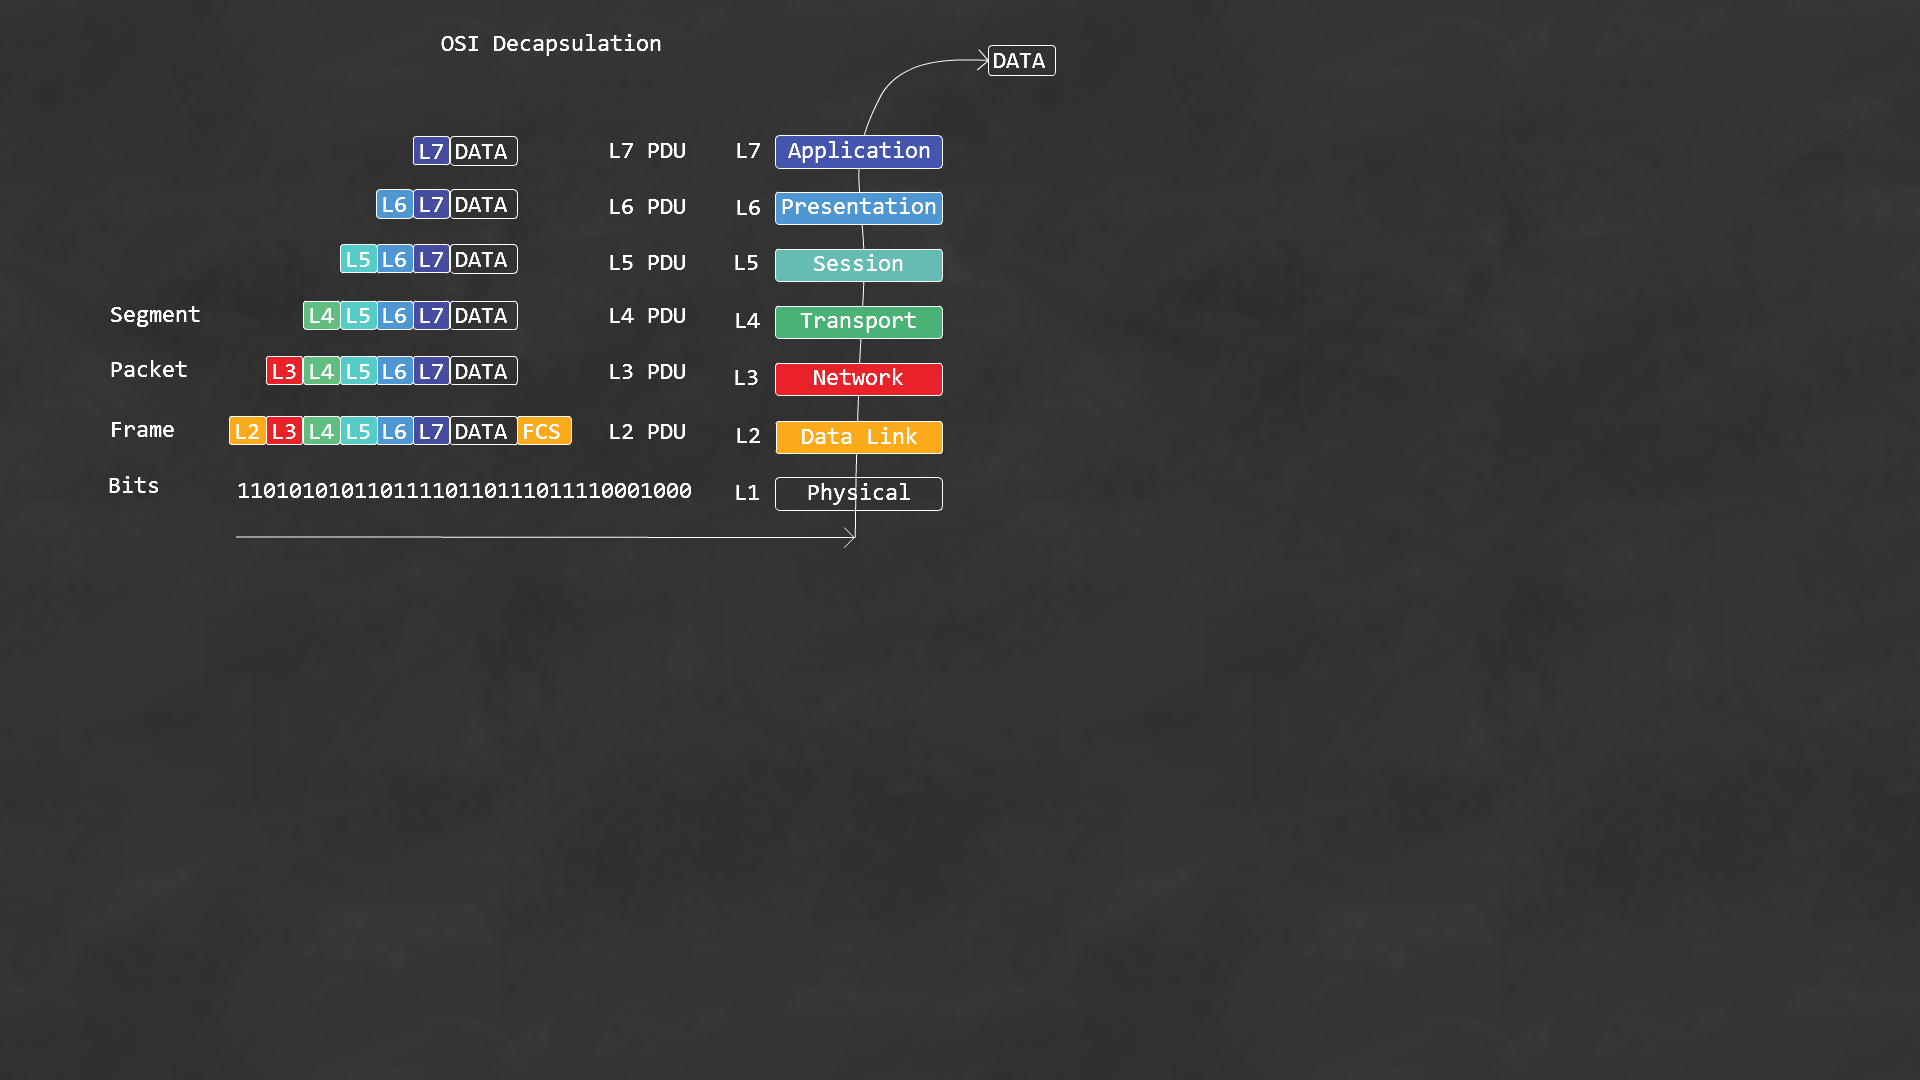 OSI Decapsulation
DATA
L7 DATA L7 PDU L7 Application
L6 L7 DATA L6 PDU L6 Presentation
L5 L6 L7 DATA L5 PDU L5 Session
Segment L4 L5 L6 L7 DATA L4 PDU L4 Transport
Packet L3 L4 L5 L6 L7 DATA L3 PDU L3 Network
Frame L2 L3 L4 L5 L6 L7 DATA FCS L2 PDU L2 Data Link
Bits 11010101011011110110111011110001000 L1 Physical